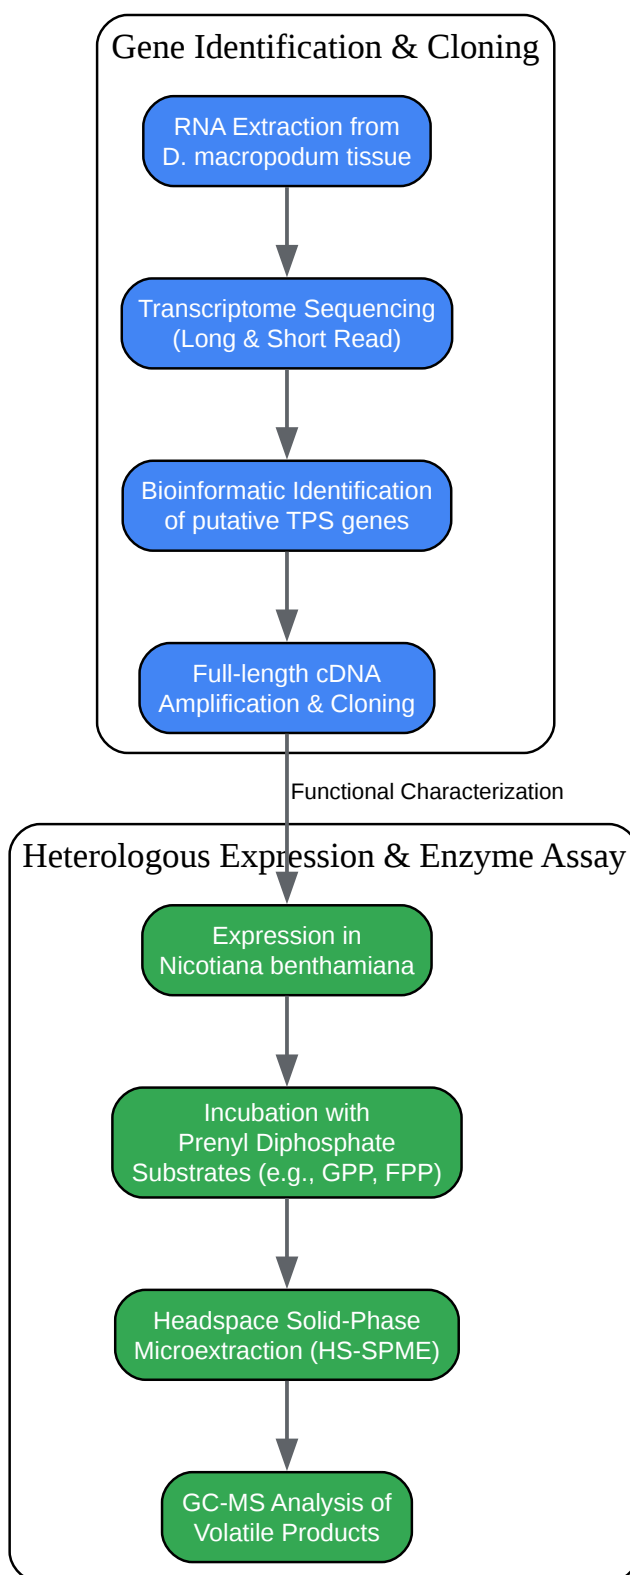 Gene Identification & Cloning
RNA Extraction from
D. macropodum tissue
Transcriptome Sequencing
(Long & Short Read)
Bioinformatic Identification
of putative TPS genes
Full-length cDNA
Amplification & Cloning
Functional Characterization
Heterologous Expression & Enzyme Assay
Expression in
Nicotiana benthamiana
Incubation with
Prenyl Diphosphate
Substrates (e.g., GPP, FPP)
Headspace Solid-Phase
Microextraction (HS-SPME)
GC-MS Analysis of
Volatile Products